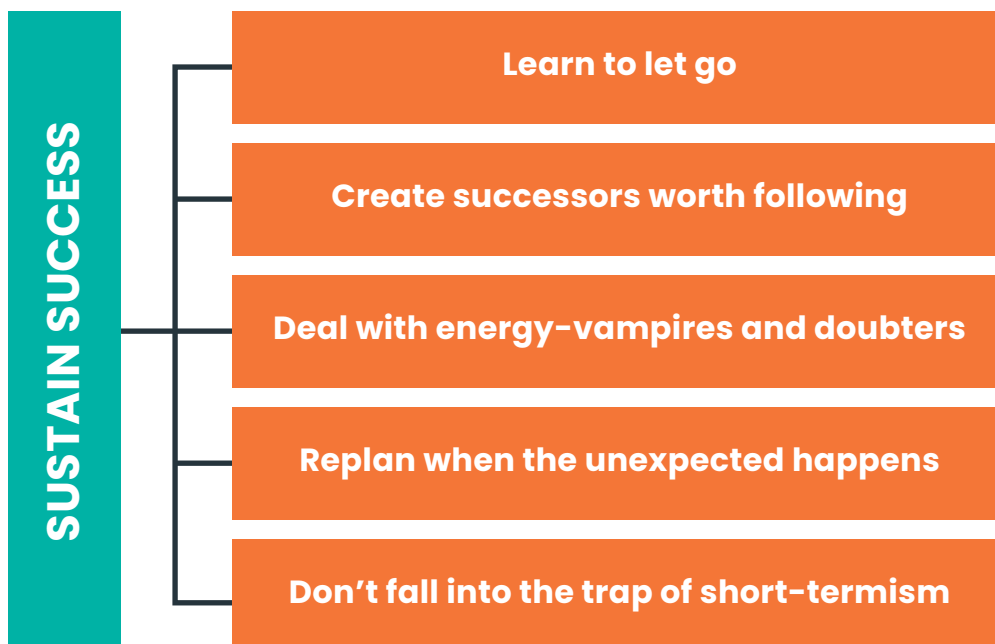 SUSTAIN SUCCESS
Learn to let go
Create successors worth following
Deal with energy-vampires and doubters
Replan when the unexpected happens
Don’t fall into the trap of short-termism